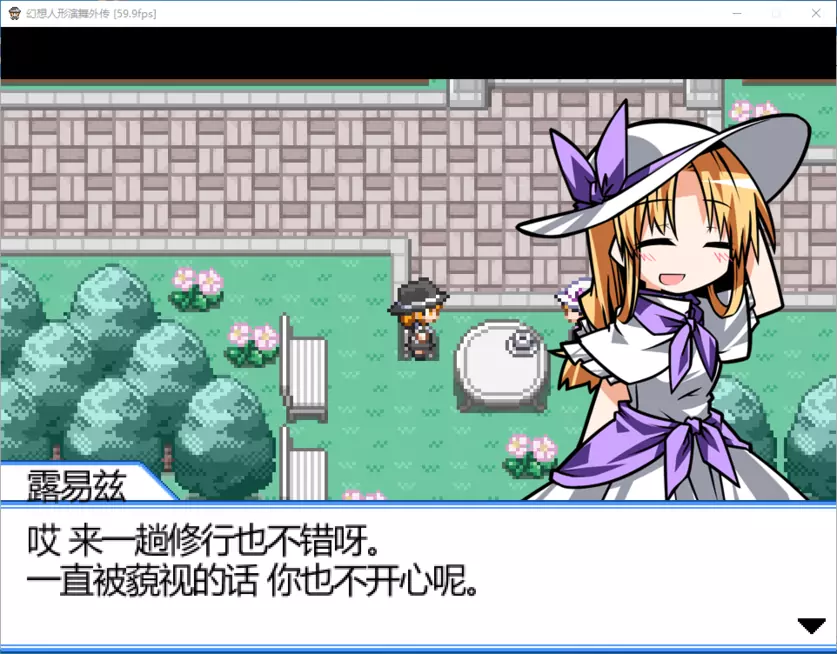 幻想人形演舞外传 [59.9fps]
露易兹
哎 来一趟修行也不错呀。
一直被藐视的话 你也不开心呢。